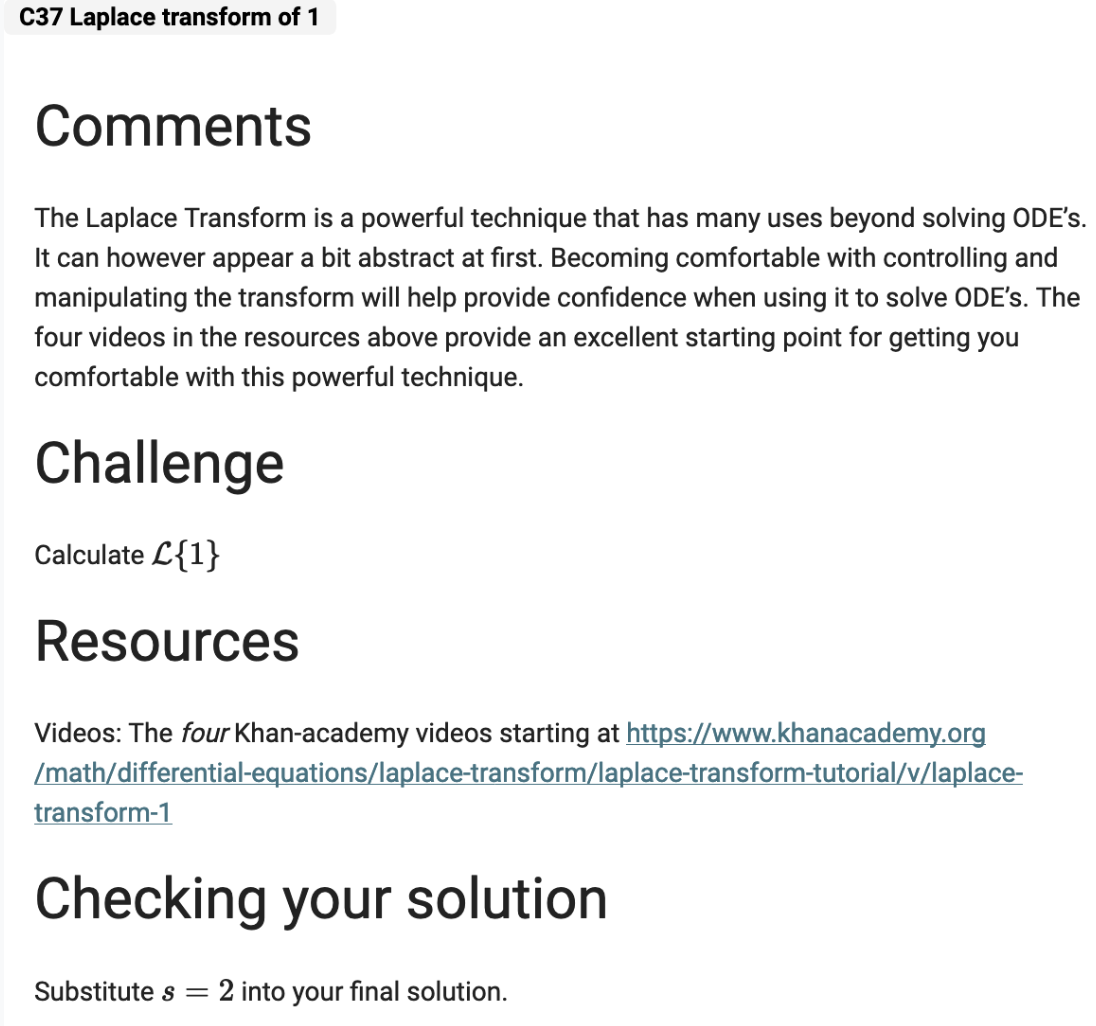 C37 Laplace transform of 1
Comments
The Laplace Transform is a powerful technique that has many uses beyond solving ODE's.
It can however appear a bit abstract at first. Becoming comfortable with controlling and
manipulating the transform will help provide confidence when using it to solve ODE's. The
four videos in the resources above provide an excellent starting point for getting you
comfortable with this powerful technique.
Challenge
Calculate ℒ{1}
Resources
Videos: The four Khan-academy videos starting at https://www.khanacademy.org
/math/differential-equations/laplace-transform/laplace-transform-tutorial/v/laplace-
transform-1
Checking your solution
Substitute s = 2 into your final solution.